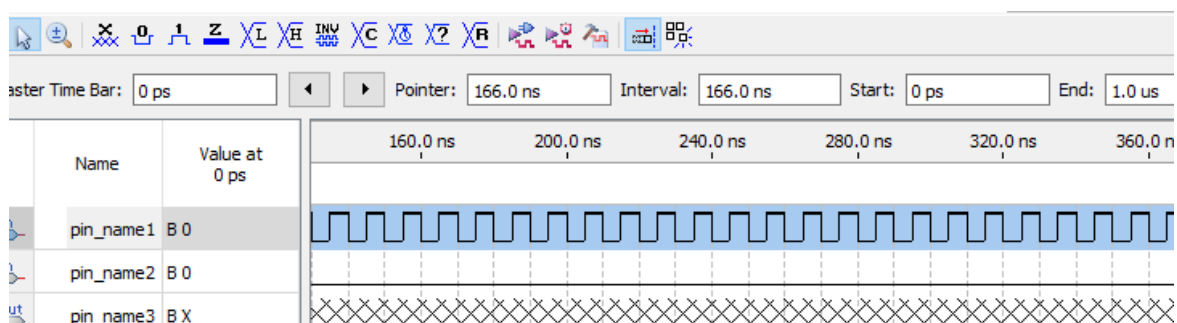 aster Time Bar: 0 ps Pointer: 166.0 ns Interval: 166.0 ns Start: 0 ps End: 1.0 us
Name Value at 0 ps 160.0 ns 200.0 ns 240.0 ns 280.0 ns 320.0 ns 360.0 n
pin_name1 B 0
pin_name2 B 0
ut pin_name3 B X